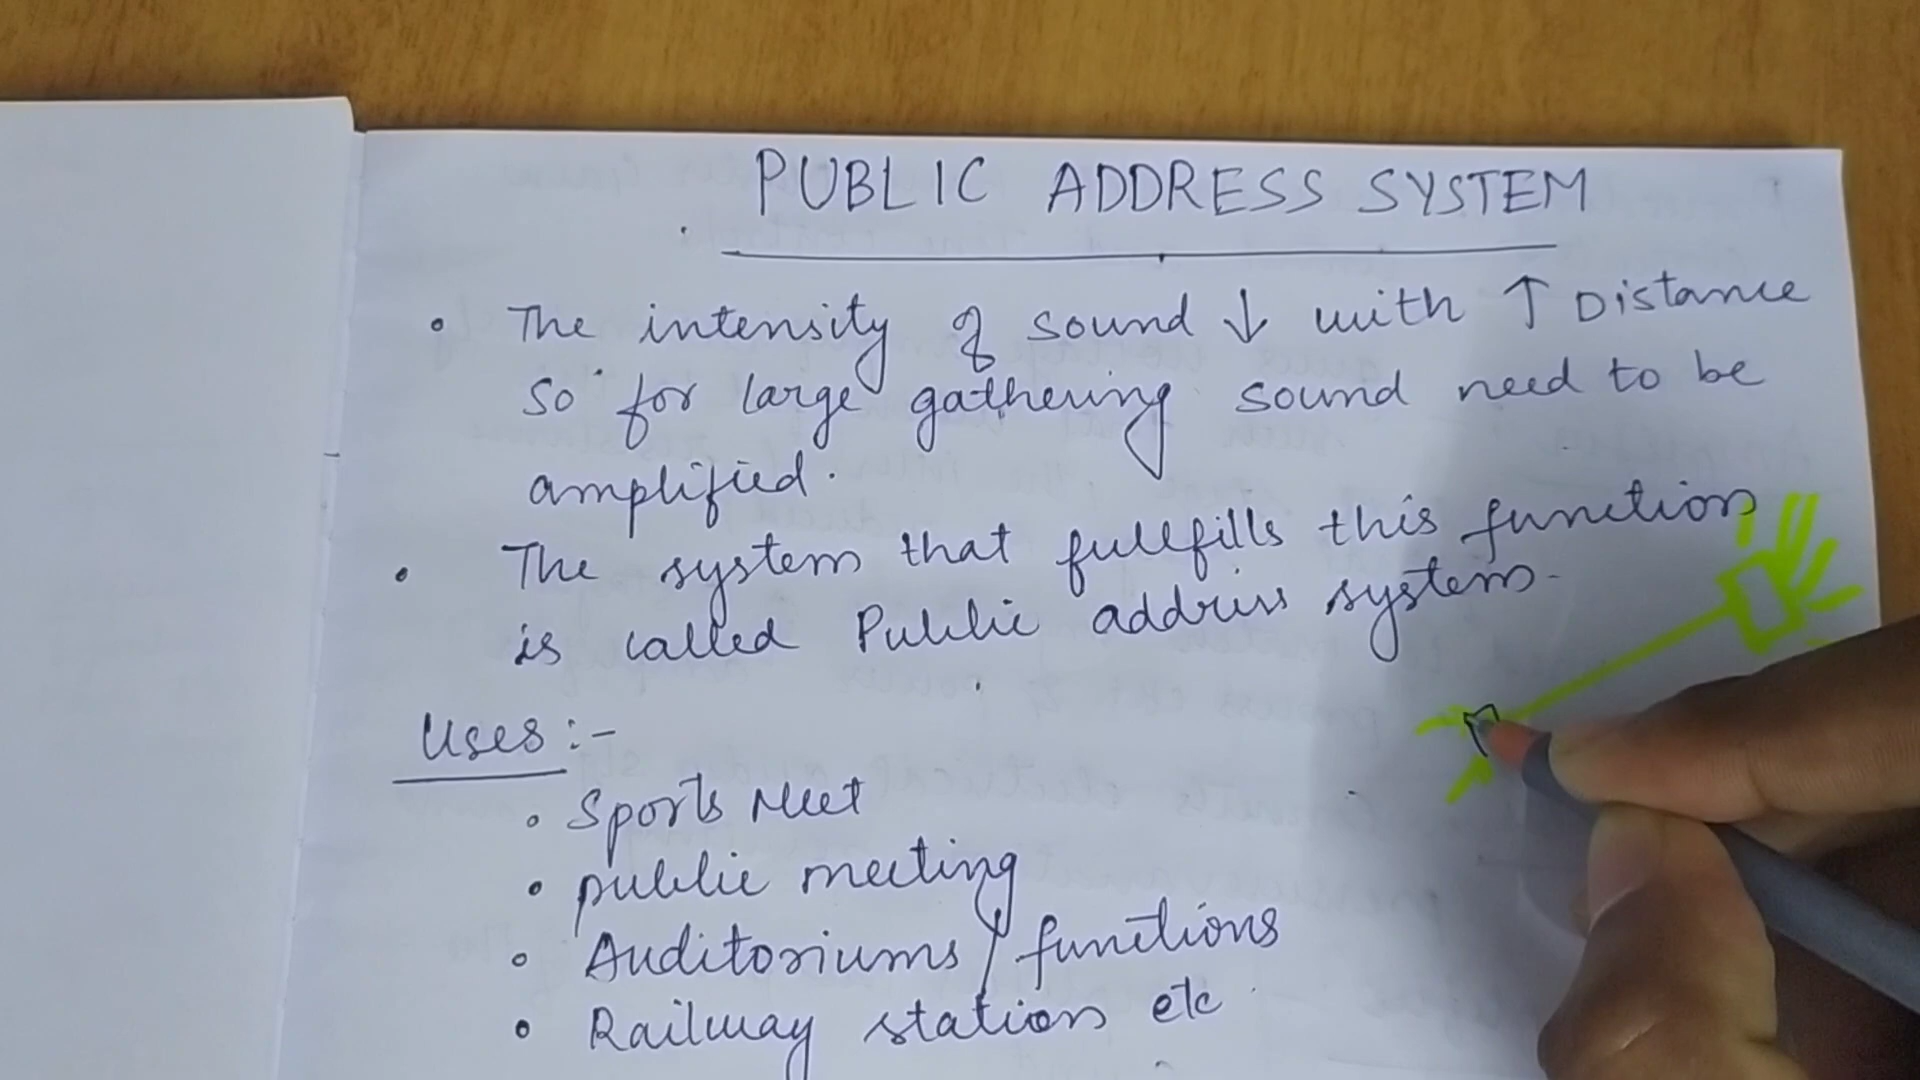 PUBLIC ADDRESS SYSTEM
• The intensity of sound ↓ with ↑ Distance
so for large gathering sound need to be
amplified.
• The system that fullfills this function
is called Public address system.
Uses :-
• Sports Meet
• public meeting
• Auditoriums / functions
• Railway station etc